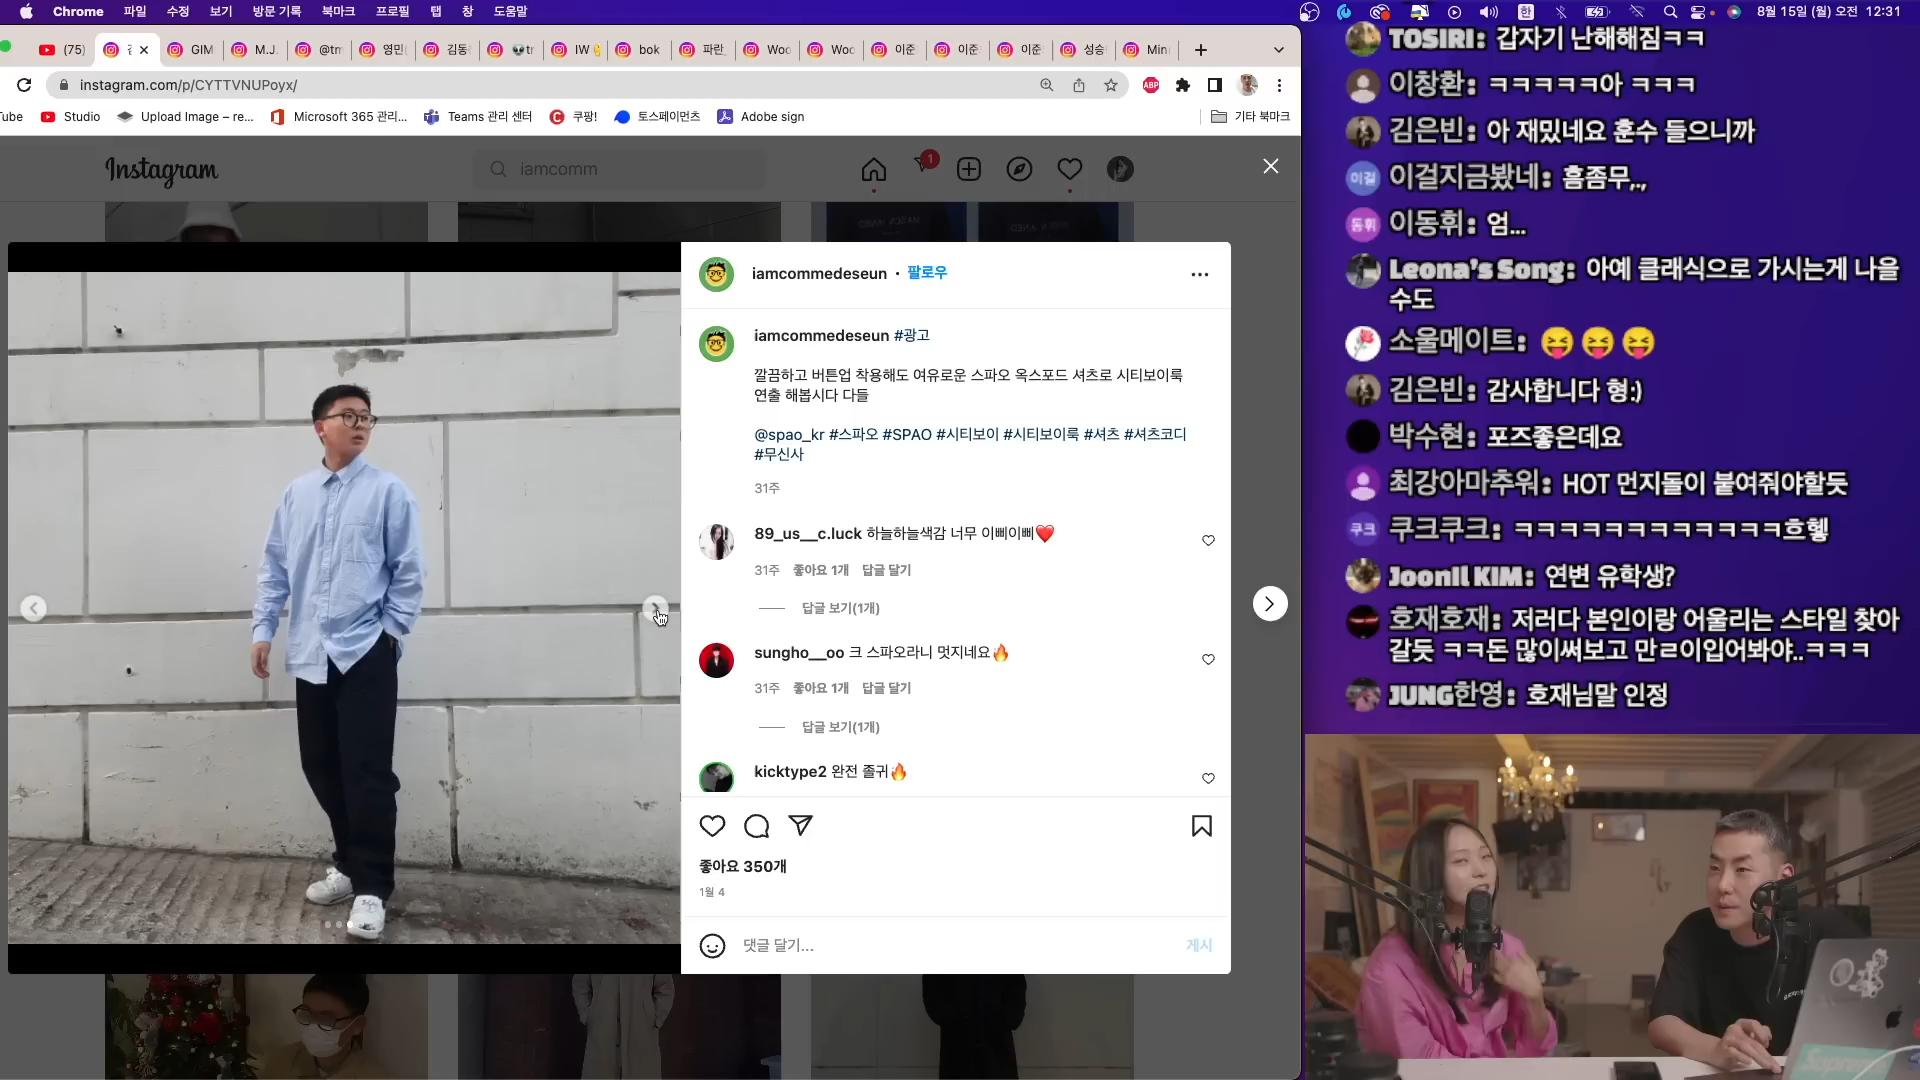 Chrome 파일 수정 보기 방문 기록 북마크 프로필 탭 창 도움말
한 8월 15일 (월) 오전 12:31
(75) GIM M.J. @tm 영민 김동 IW bok 파란 Woo Woo 이준 이준 이준 성승 Min
instagram.com/p/CYTTVNUPoyx/
ABP
Tube Studio Upload Image – re... Microsoft 365 관리... Teams 관리 센터 쿠팡! 토스페이먼츠 Adobe sign 기타 북마크
Instagram
iamcomm
1
iamcommedeseun • 팔로우
iamcommedeseun #광고
깔끔하고 버튼업 착용해도 여유로운 스파오 옥스포드 셔츠로 시티보이룩
연출 해봅시다 다들
@spao_kr #스파오 #SPAO #시티보이 #시티보이룩 #셔츠 #셔츠코디
#무신사
31주
89_us__c.luck 하늘하늘색감 너무 이삐이삐❤️
31주 좋아요 1개 답글 달기
답글 보기(1개)
sungho__oo 크 스파오라니 멋지네요🔥
31주 좋아요 1개 답글 달기
답글 보기(1개)
kicktype2 완전 졸귀🔥
좋아요 350개
1월 4
댓글 달기...
게시
TOSIRI: 갑자기 난해해짐ㅋㅋ
이창환: ㅋㅋㅋㅋㅋ아 ㅋㅋㅋ
김은빈: 아 재밌네요 훈수 들으니까
이걸
이걸지금봤네: 흠좀무,.,
동휘
이동휘: 엄...
Leona's Song: 아예 클래식으로 가시는게 나을
수도
소울메이트: 😝😝😝
김은빈: 감사합니다 형:)
박수현: 포즈좋은데요
최강아마추워: HOT 먼지돌이 붙여줘야할듯
쿠크
쿠크쿠크: ㅋㅋㅋㅋㅋㅋㅋㅋㅋㅋㅋㅋ흐헿
Joonil KIM: 연변 유학생?
호재호재: 저러다 본인이랑 어울리는 스타일 찾아
갈듯 ㅋㅋ돈 많이써보고 만ㄹ이입어봐야..ㅋㅋㅋ
JUNG한영: 호재님말 인정
Supreme